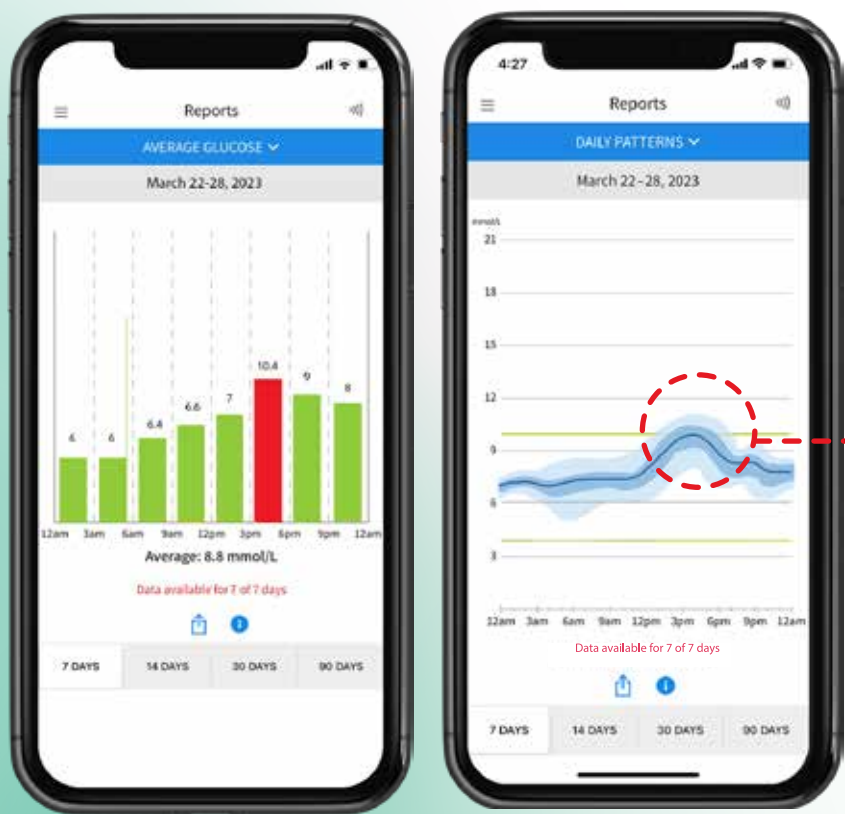 Reports
AVERAGE GLUCOSE
March 22-28, 2023
10.4
9
8
7
6.6
6.4
6
6
12am 3am 6am 9am 12pm 3pm 6pm 9pm 12am
Average: 8.8 mmol/L
Data available for 7 of 7 days
7 DAYS 14 DAYS 30 DAYS 90 DAYS
4:27
Reports
DAILY PATTERNS
March 22-28, 2023
mmol/L
21
18
15
12
9
6
3
12am 3am 6am 9am 12pm 3pm 6pm 9pm 12am
Data available for 7 of 7 days
7 DAYS 14 DAYS 30 DAYS 90 DAYS